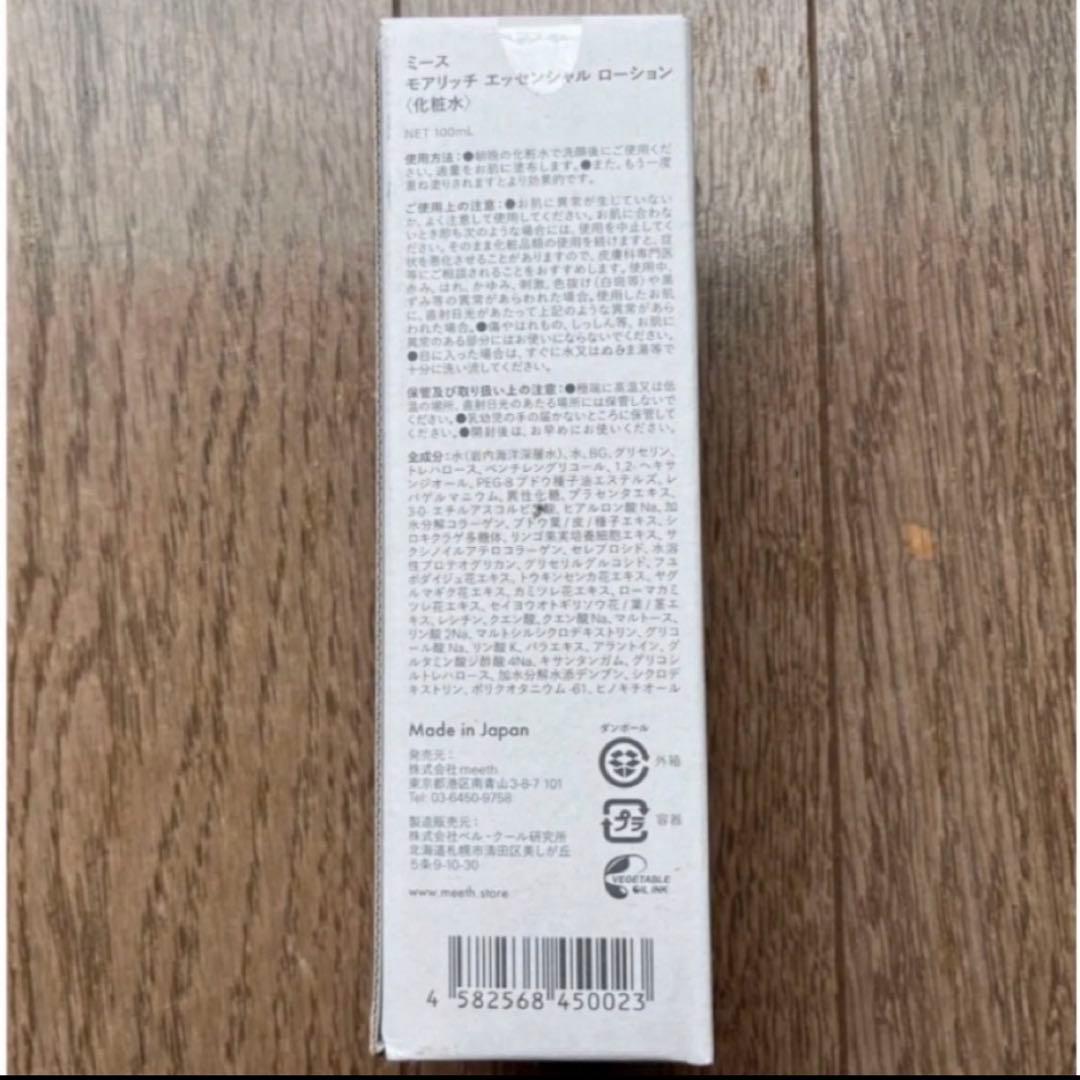 ミース
モアリッチ エッセンシャル ローション
〈化粧水〉
NET 100mL
使用方法：●朝晩の化粧水で洗顔後にご使用くだ
さい。適量をお肌に塗布します。●また、もう一度
重ね塗りされますとより効果的です。
ご使用上の注意：●お肌に異常が生じていない
か、よく注意して使用してください。お肌に合わな
いとき即ち次のような場合には、使用を中止してく
ださい。そのまま化粧品類の使用を続けますと、症
状を悪化させることがありますので、皮膚科専門医
等にご相談されることをおすすめします。使用中、
赤み、はれ、かゆみ、刺激、色抜け（白斑等）や黒
ずみ等の異常があらわれた場合。使用したお肌
に、直射日光があたって上記のような異常があら
われた場合。●傷やはれもの、しっしん等、お肌に
異常のある部分にはお使いにならないでください。
●目に入った場合は、すぐに水又はぬるま湯等で
十分に洗い流してください。
保管及び取り扱い上の注意：●極端に高温又は低
温の場所、直射日光のあたる場所には保管しないで
ください。●乳幼児の手の届かないところに保管して
ください。●開封後は、お早めにお使いください。
全成分：水（岩内海洋深層水）、水、BG、グリセリン、
トレハロース、ペンチレングリコール、1,2-ヘキサ
ンジオール、PEG-8ブドウ種子油エステルズ、レ
パゲルマニウム、異性化糖、プラセンタエキス、
3-O-エチルアスコルビン酸、ヒアルロン酸Na、加
水分解コラーゲン、ブドウ葉/皮/種子エキス、シ
ロキクラゲ多糖体、リンゴ果実培養細胞エキス、サ
クシノイルアテロコラーゲン、セレブロシド、水溶
性プロテオグリカン、グリセリルグルコシド、フユ
ボダイジュ花エキス、トウキンセンカ花エキス、ヤグ
ルマギク花エキス、カミツレ花エキス、ローマカミ
ツレ花エキス、セイヨウオトギリソウ花/葉/茎エ
キス、レシチン、クエン酸、クエン酸Na、マルトース、
リン酸2Na、マルトシルシクロデキストリン、グリコ
ール酸Na、リン酸K、バラエキス、アラントイン、グ
ルタミン酸ジ酢酸4Na、キサンタンガム、グリコシ
ルトレハロース、加水分解水添デンプン、シクロデ
キストリン、ポリクオタニウム-61、ヒノキチオール
Made in Japan
発売元：
株式会社meeth
東京都港区南青山3-8-7 101
Tel: 03-6450-9758
製造販売元：
株式会社ベル・クール研究所
北海道札幌市清田区美しが丘
5条9-10-30
www.meeth.store
ダンボール
外箱
プラ
容器
VEGETABLE
OIL INK
4 582568 450023